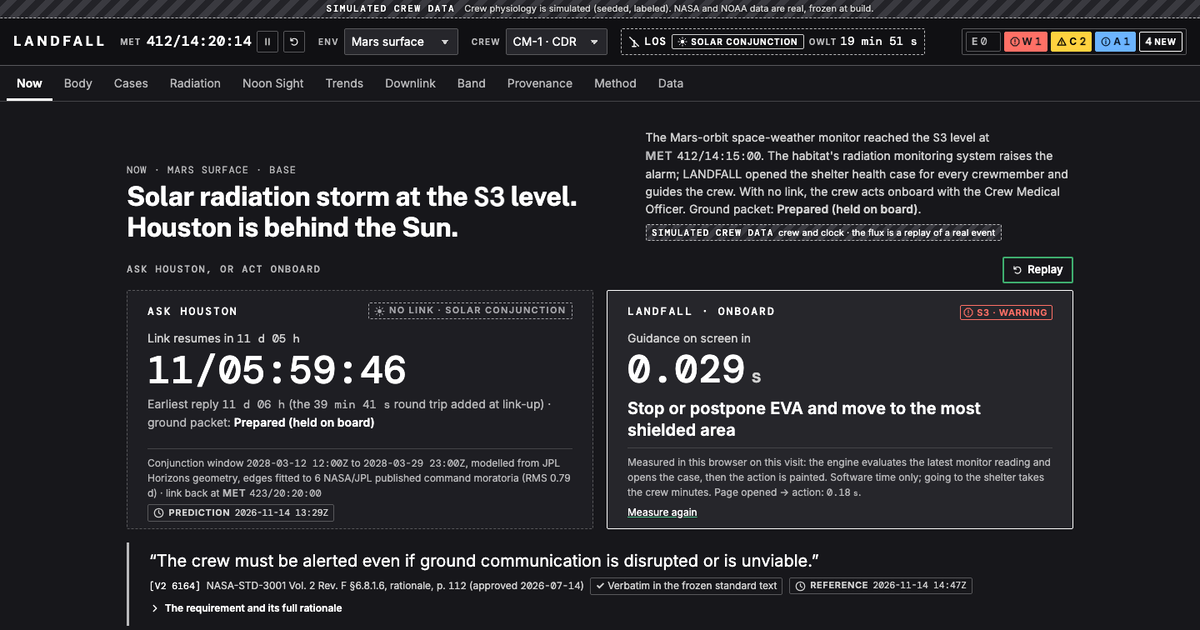 SIMULATED CREW DATA Crew physiology is simulated (seeded, labeled). NASA and NOAA data are real, frozen at build.
LANDFALL MET 412/14:20:14 ENV Mars surface CREW CM-1 · CDR LOS SOLAR CONJUNCTION OWLT 19 min 51 s E 0 W 1 C 2 A 1 4 NEW
Now Body Cases Radiation Noon Sight Trends Downlink Band Provenance Method Data
NOW · MARS SURFACE · BASE
Solar radiation storm at the S3 level.
Houston is behind the Sun.
The Mars-orbit space-weather monitor reached the S3 level at
MET 412/14:15:00. The habitat's radiation monitoring system raises the
alarm; LANDFALL opened the shelter health case for every crewmember and
guides the crew. With no link, the crew acts onboard with the Crew Medical
Officer. Ground packet: Prepared (held on board).
SIMULATED CREW DATA crew and clock · the flux is a replay of a real event
ASK HOUSTON, OR ACT ONBOARD
Replay
ASK HOUSTON
NO LINK · SOLAR CONJUNCTION
Link resumes in 11 d 05 h
11/05:59:46
Earliest reply 11 d 06 h (the 39 min 41 s round trip added at link-up) ·
ground packet: Prepared (held on board)
Conjunction window 2028-03-12 12:00Z to 2028-03-29 23:00Z, modelled from JPL
Horizons geometry, edges fitted to 6 NASA/JPL published command moratoria (RMS 0.79
d) · link back at MET 423/20:20:00
PREDICTION 2026-11-14 13:29Z
LANDFALL · ONBOARD
S3 · WARNING
Guidance on screen in
0.029 s
Stop or postpone EVA and move to the most
shielded area
Measured in this browser on this visit: the engine evaluates the latest monitor reading and
opens the case, then the action is painted. Software time only; going to the shelter takes
the crew minutes. Page opened → action: 0.18 s.
Measure again
“The crew must be alerted even if ground communication is disrupted or is unviable.”
[V2 6164] NASA-STD-3001 Vol. 2 Rev. F §6.8.1.6, rationale, p. 112 (approved 2026-07-14) ✓ Verbatim in the frozen standard text REFERENCE 2026-11-14 14:47Z
The requirement and its full rationale